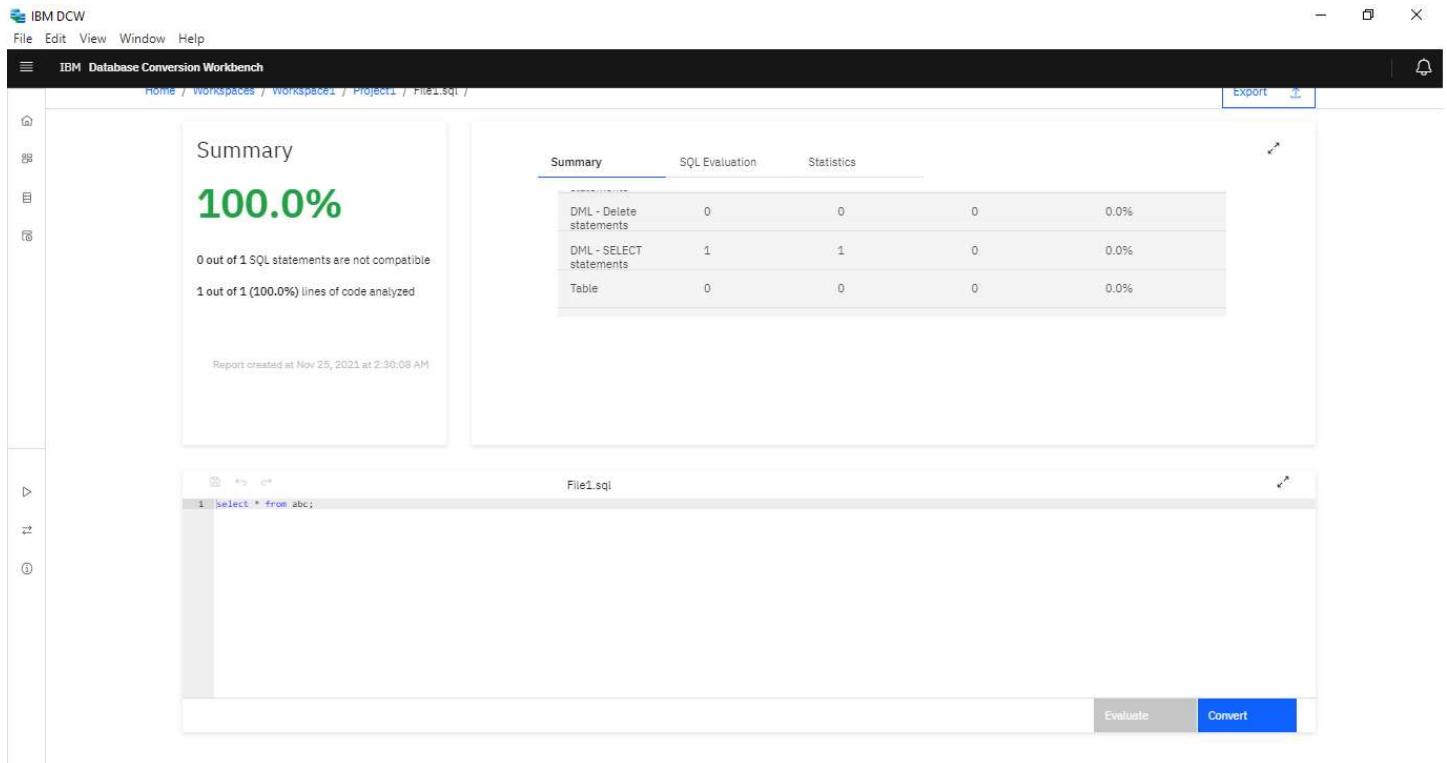 IBM DCW
File Edit View Window Help
IBM Database Conversion Workbench
Home / Workspaces / Workspace1 / Project1 / File1.sql /
Export
Summary
100.0%
0 out of 1 SQL statements are not compatible
1 out of 1 (100.0%) lines of code analyzed
Report created at Nov 25, 2021 at 2:30:08 AM
Summary SQL Evaluation Statistics
statements
DML - Delete statements 0 0 0 0.0%
DML - SELECT statements 1 1 0 0.0%
Table 0 0 0 0.0%
File1.sql
1 select * from abc;
Evaluate Convert